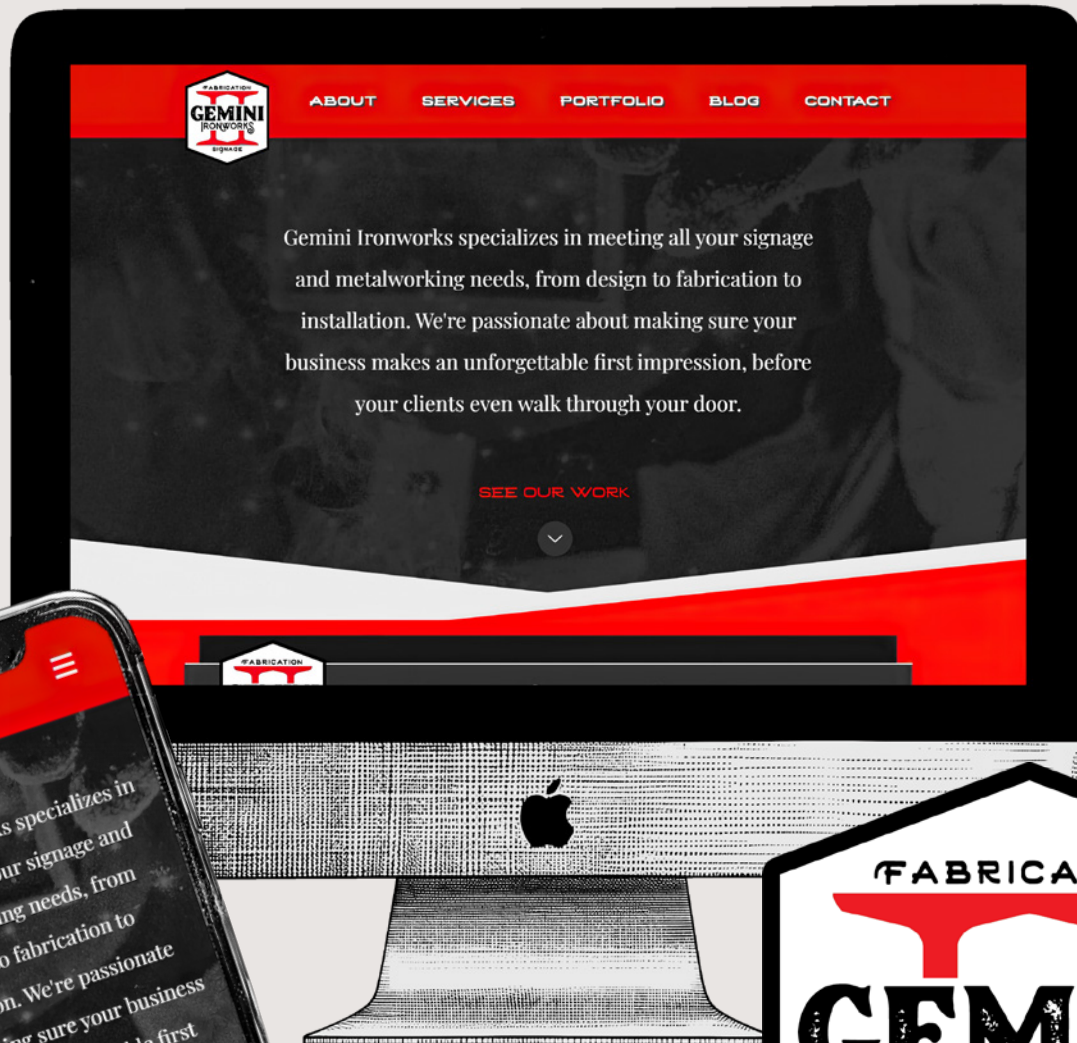 FABRICATION
GEMINI
IRONWORKS
SIGNAGE
ABOUT SERVICES PORTFOLIO BLOG CONTACT
Gemini Ironworks specializes in meeting all your signage
and metalworking needs, from design to fabrication to
installation. We're passionate about making sure your
business makes an unforgettable first impression, before
your clients even walk through your door.
SEE OUR WORK
FABRICATION
specializes in
signage and
needs, from
fabrication to
We're passionate
sure your business
first
FABRICA
GEM